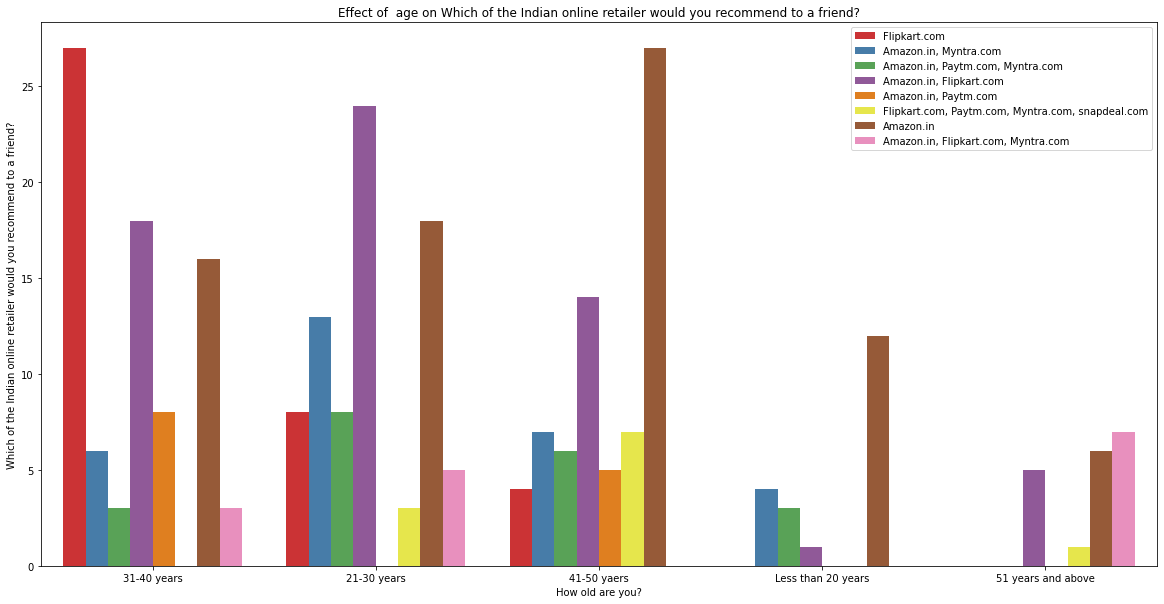 Effect of  age on Which of the Indian online retailer would you recommend to a friend?
Flipkart.com
Amazon.in, Myntra.com
Amazon.in, Paytm.com, Myntra.com
Amazon.in, Flipkart.com
Amazon.in, Paytm.com
Flipkart.com, Paytm.com, Myntra.com, snapdeal.com
Amazon.in
Amazon.in, Flipkart.com, Myntra.com
Which of the Indian online retailer would you recommend to a friend?
25
20
15
10
5
0
31-40 years
21-30 years
41-50 yaers
Less than 20 years
51 years and above
How old are you?